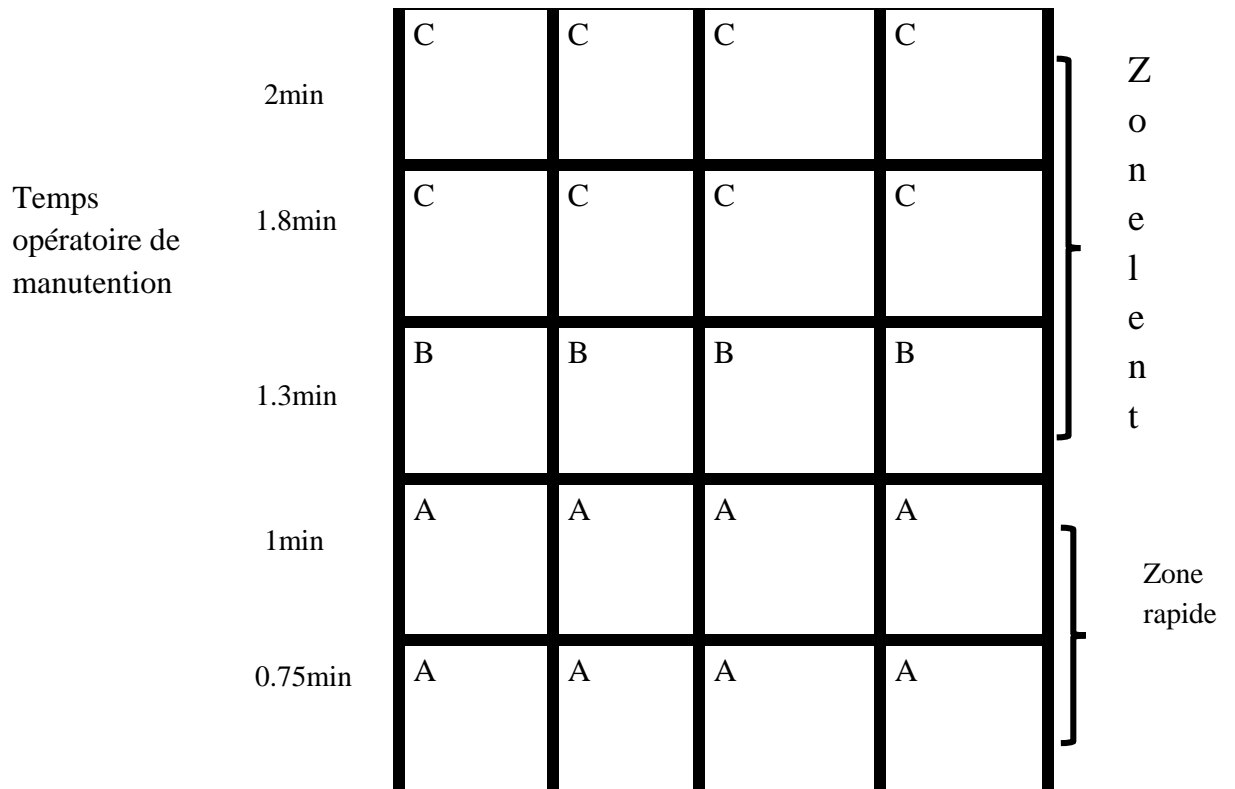 C C C C
2min
C C C C
1.8min
Temps
opératoire de
manutention
B B B B
1.3min
A A A A
1min
A A A A
0.75min
Z
o
n
e
l
e
n
t
Zone
rapide